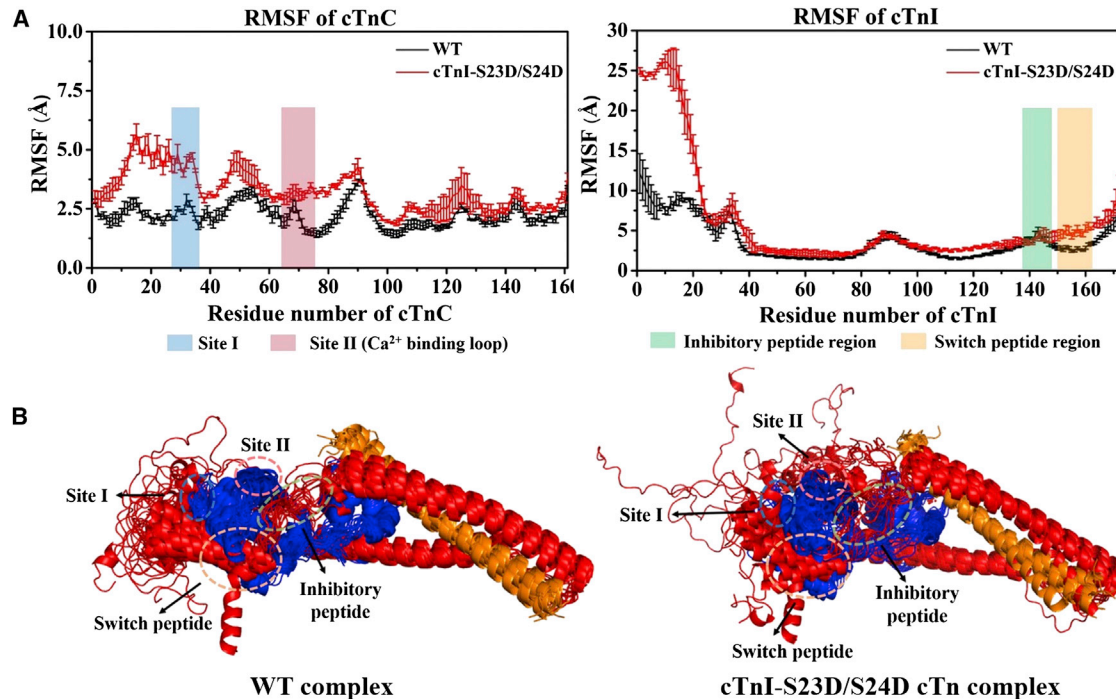 A
RMSF of cTnC
RMSF (Å)
10.0
7.5
5.0
2.5
0.0
WT
cTnI-S23D/S24D
0 20 40 60 80 100 120 140 160
Residue number of cTnC
Site I
Site II (Ca²⁺ binding loop)
RMSF of cTnI
RMSF (Å)
30
25
20
15
10
5
0
WT
cTnI-S23D/S24D
0 20 40 60 80 100 120 140 160
Residue number of cTnI
Inhibitory peptide region
Switch peptide region
B
Site II
Site I
Switch peptide
Inhibitory
peptide
WT complex
Site II
Site I
Inhibitory
peptide
Switch peptide
cTnI-S23D/S24D cTn complex